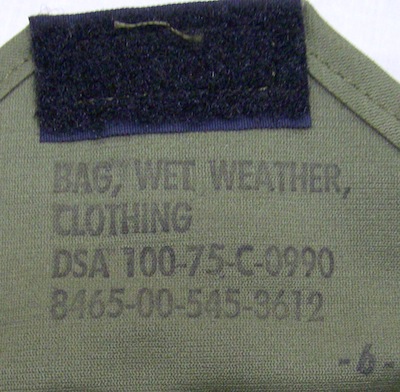 BAG, WET WEATHER,
CLOTHING
DSA 100-75-C-0990
8465-00-545-3612
-6-